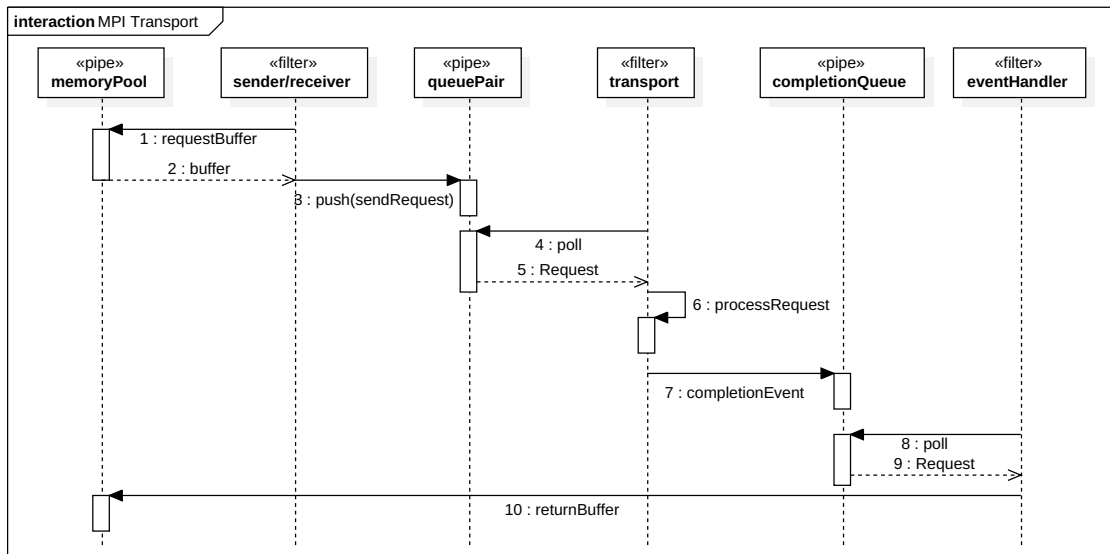 interaction MPI Transport
«pipe»
memoryPool
«filter»
sender/receiver
«pipe»
queuePair
«filter»
transport
«pipe»
completionQueue
«filter»
eventHandler
1 : requestBuffer
2 : buffer
3 : push(sendRequest)
4 : poll
5 : Request
6 : processRequest
7 : completionEvent
8 : poll
9 : Request
10 : returnBuffer